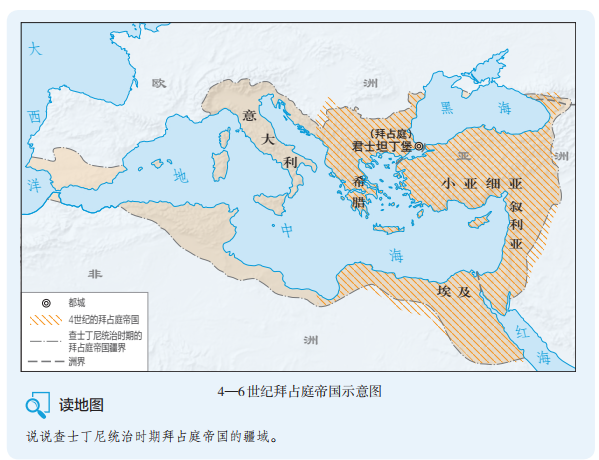 大
西
洋
欧
洲
意
大
利
黑
海
(拜占庭)
君士坦丁堡
亚
洲
希
腊
小亚细亚
叙
利
亚
地
中
海
埃及
红
海
非
洲
都城
4世纪的拜占庭帝国
查士丁尼统治时期的
拜占庭帝国疆界
洲界
4—6世纪拜占庭帝国示意图
读地图
说说查士丁尼统治时期拜占庭帝国的疆域。